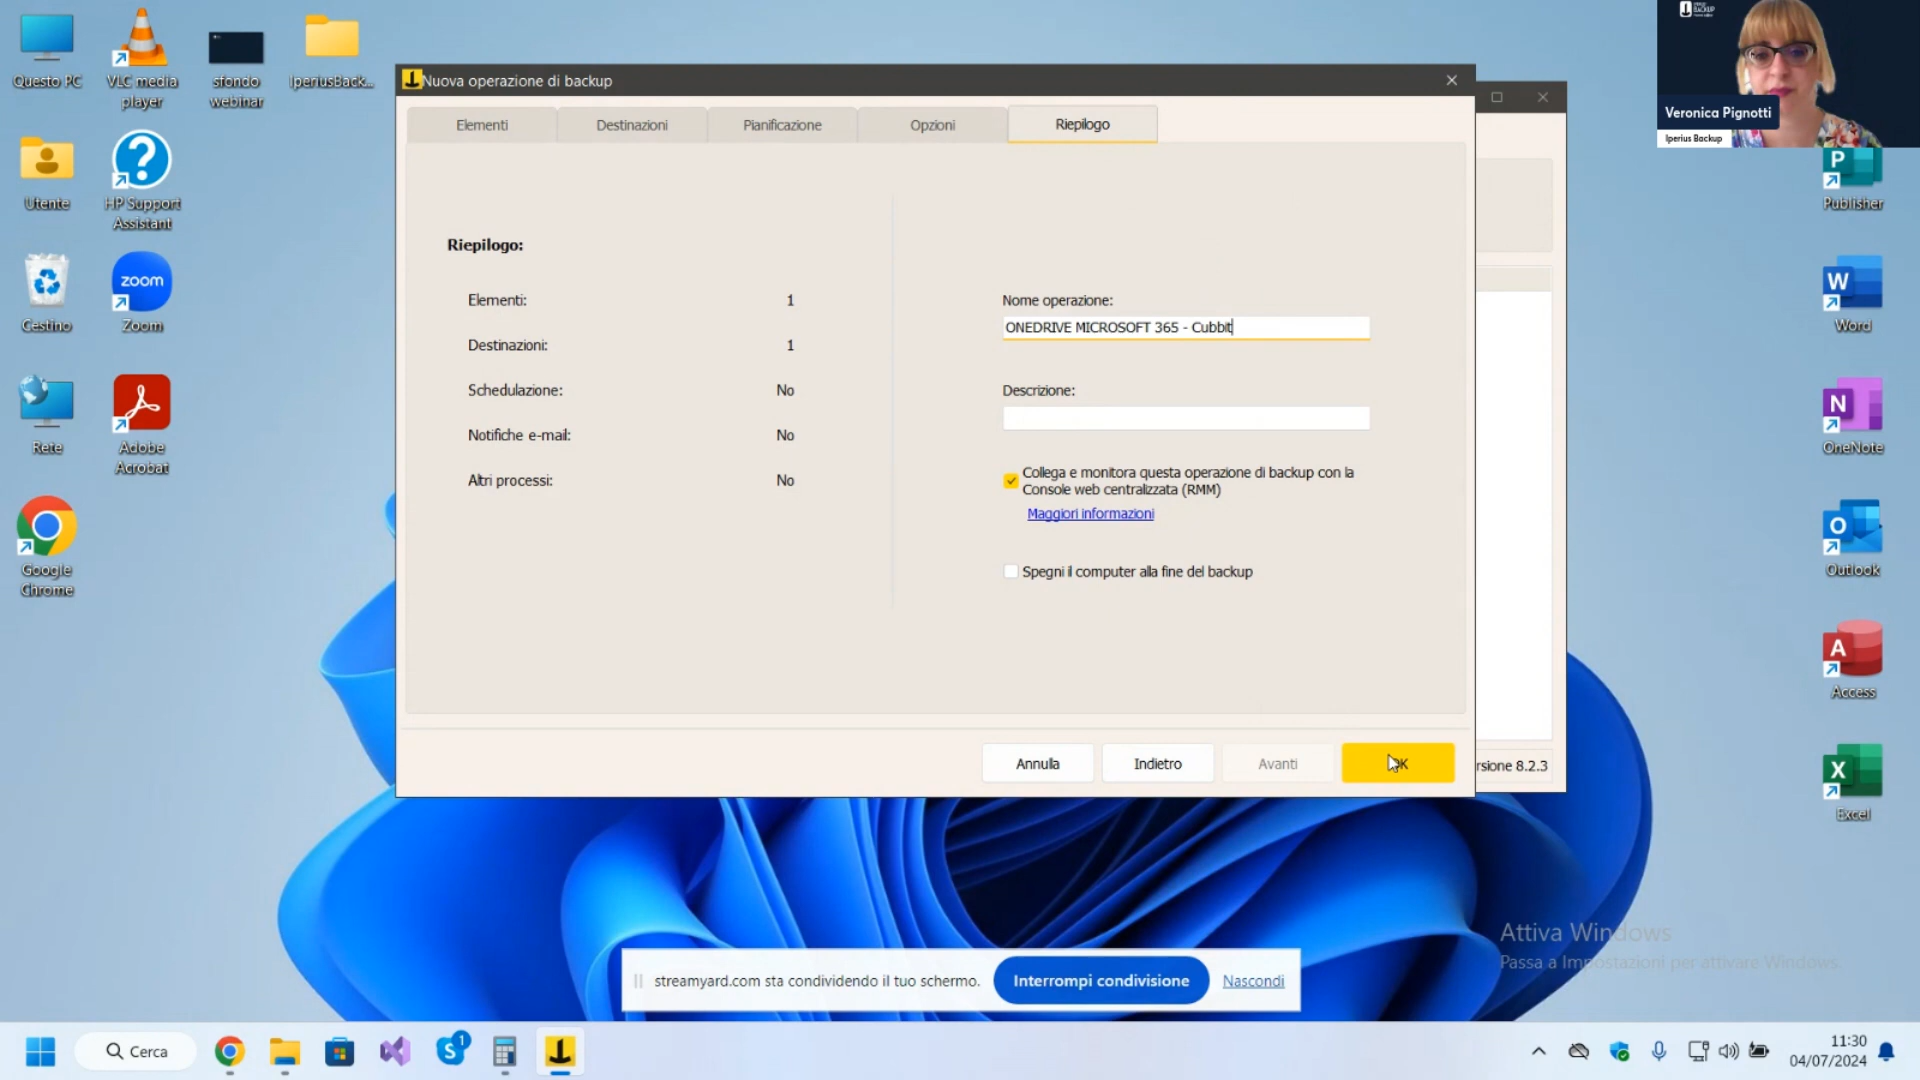 Questo PC
VLC media
player
sfondo
webinar
IperiusBack...
Utente
HP Support
Assistant
Cestino
zoom
Zoom
Rete
Adobe
Acrobat
Google
Chrome
Nuova operazione di backup
Elementi
Destinazioni
Pianificazione
Opzioni
Riepilogo
Riepilogo:
Elementi: 1
Destinazioni: 1
Schedulazione: No
Notifiche e-mail: No
Altri processi: No
Nome operazione:
ONEDRIVE MICROSOFT 365 - Cubbit
Descrizione:
Collega e monitora questa operazione di backup con la
Console web centralizzata (RMM)
Maggiori informazioni
Spegni il computer alla fine del backup
Annulla
Indietro
Avanti
rsione 8.2.3
BACKUP
Veronica Pignotti
Iperius Backup
Publisher
Word
OneNote
Outlook
Access
Excel
Attiva Windows
Passa a Impostazioni per attivare Windows.
streamyard.com sta condividendo il tuo schermo.
Interrompi condivisione
Nascondi
Cerca
11:30
04/07/2024